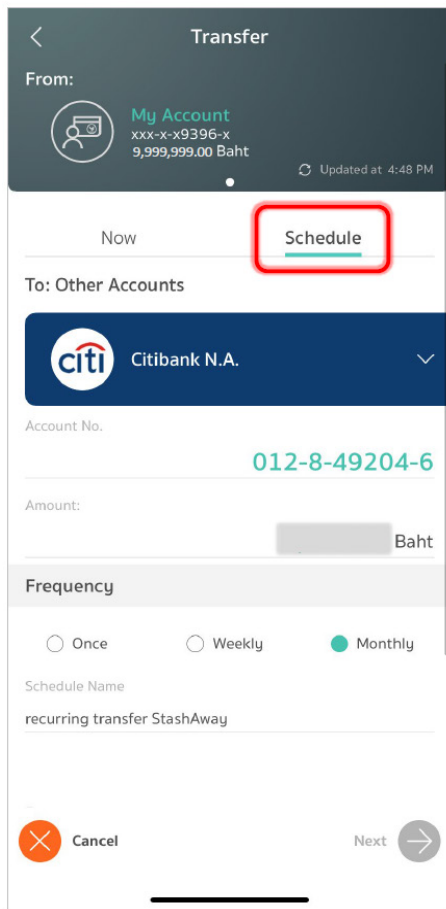 Transfer
From:
My Account
xxx-x-x9396-x
9,999,999.00 Baht
Updated at 4:48 PM
Now Schedule
To: Other Accounts
citi Citibank N.A.
Account No.
012-8-49204-6
Amount:
Baht
Frequency
Once Weekly Monthly
Schedule Name
recurring transfer StashAway
Cancel Next